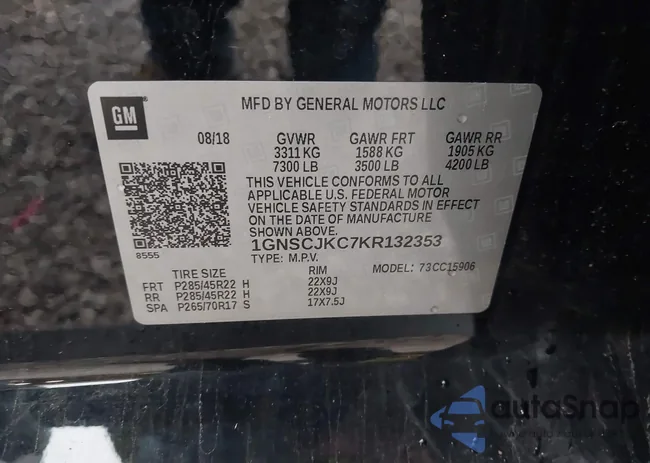 GM
MFD BY GENERAL MOTORS LLC
08/18 GVWR GAWR FRT GAWR RR
3311 KG 1588 KG 1905 KG
7300 LB 3500 LB 4200 LB
THIS VEHICLE CONFORMS TO ALL
APPLICABLE U.S. FEDERAL MOTOR
VEHICLE SAFETY STANDARDS IN EFFECT
ON THE DATE OF MANUFACTURE
SHOWN ABOVE.
8555
1GNSCJKC7KR132353
TYPE: M.P.V. MODEL: 73CC15906
TIRE SIZE RIM
FRT P285/45R22 H 22X9J
RR P285/45R22 H 22X9J
SPA P265/70R17 S 17X7.5J
autoSnap